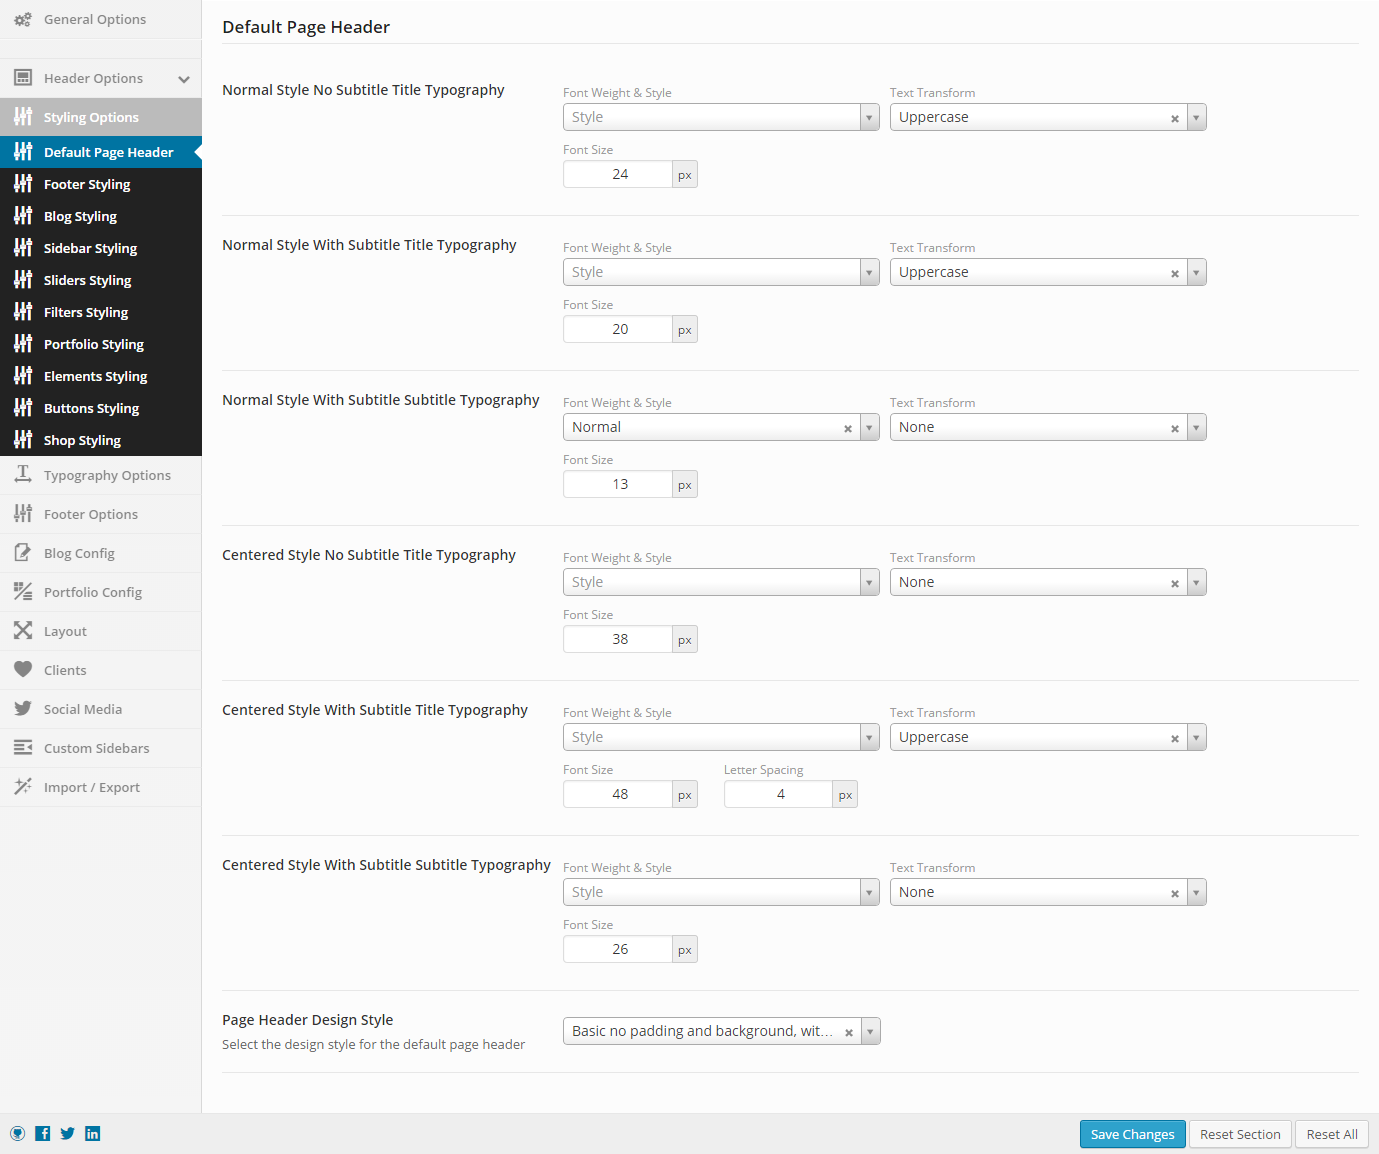 General Options
Header Options
Styling Options
Default Page Header
Footer Styling
Blog Styling
Sidebar Styling
Sliders Styling
Filters Styling
Portfolio Styling
Elements Styling
Buttons Styling
Shop Styling
Typography Options
Footer Options
Blog Config
Portfolio Config
Layout
Clients
Social Media
Custom Sidebars
Import / Export
Default Page Header
Normal Style No Subtitle Title Typography
Font Weight & Style Text Transform
Style Uppercase
Font Size
24 px
Normal Style With Subtitle Title Typography
Font Weight & Style Text Transform
Style Uppercase
Font Size
20 px
Normal Style With Subtitle Subtitle Typography
Font Weight & Style Text Transform
Normal None
Font Size
13 px
Centered Style No Subtitle Title Typography
Font Weight & Style Text Transform
Style None
Font Size
38 px
Centered Style With Subtitle Title Typography
Font Weight & Style Text Transform
Style Uppercase
Font Size Letter Spacing
48 px 4 px
Centered Style With Subtitle Subtitle Typography
Font Weight & Style Text Transform
Style None
Font Size
26 px
Page Header Design Style
Select the design style for the default page header
Basic no padding and background, wit...
Save Changes Reset Section Reset All